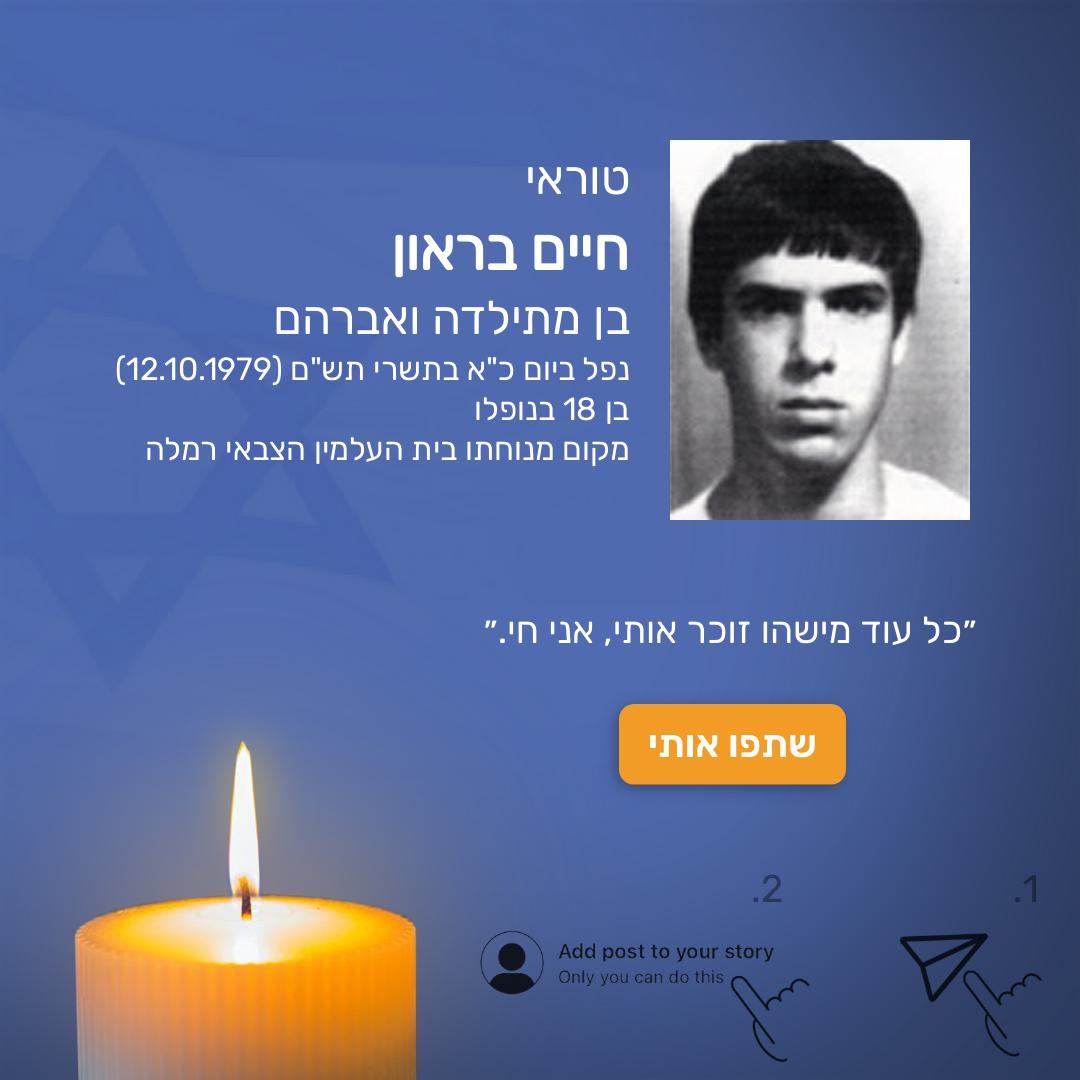 טוראי
חיים בראון
בן מתילדה ואברהם
נפל ביום כ"א בתשרי תש"ם (12.10.1979)
בן 18 בנופלו
מקום מנוחתו בית העלמין הצבאי רמלה
״כל עוד מישהו זוכר אותי, אני חי.״
שתפו אותי
.1
.2
Add post to your story
Only you can do this